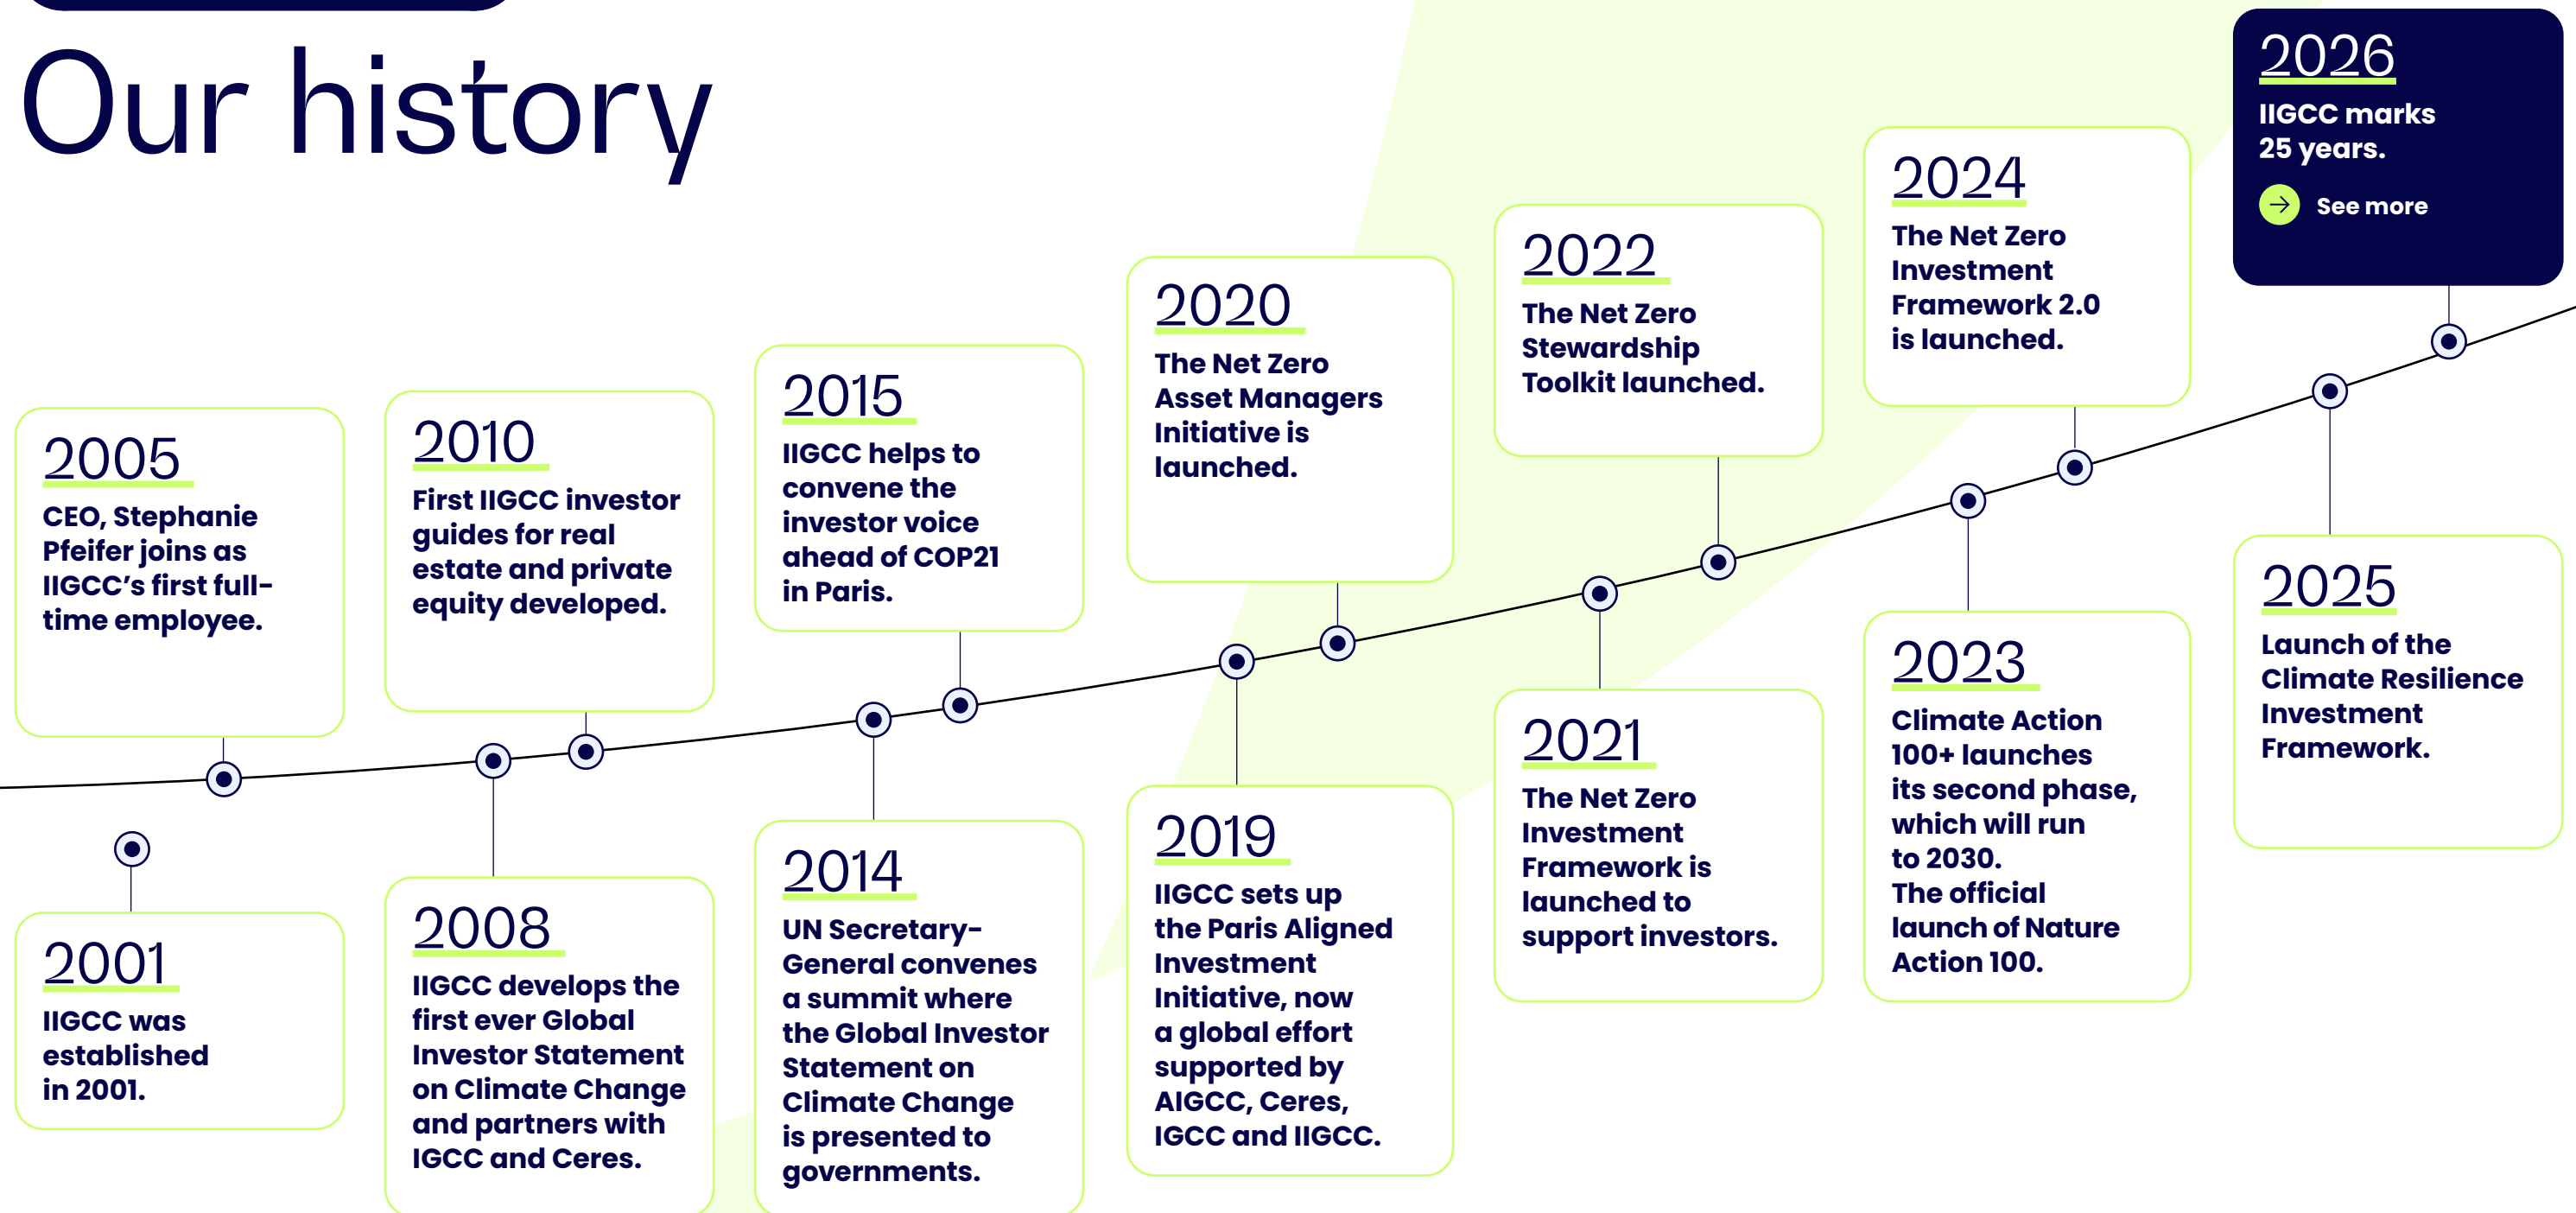 Our history
2001
IIGCC was
established
in 2001.
2005
CEO, Stephanie
Pfeifer joins as
IIGCC’s first full-
time employee.
2008
IIGCC develops the
first ever Global
Investor Statement
on Climate Change
and partners with
IGCC and Ceres.
2010
First IIGCC investor
guides for real
estate and private
equity developed.
2014
UN Secretary-
General convenes
a summit where
the Global Investor
Statement on
Climate Change
is presented to
governments.
2015
IIGCC helps to
convene the
investor voice
ahead of COP21
in Paris.
2019
IIGCC sets up
the Paris Aligned
Investment
Initiative, now
a global effort
supported by
AIGCC, Ceres,
IGCC and IIGCC.
2020
The Net Zero
Asset Managers
Initiative is
launched.
2021
The Net Zero
Investment
Framework is
launched to
support investors.
2022
The Net Zero
Stewardship
Toolkit launched.
2023
Climate Action
100+ launches
its second phase,
which will run
to 2030.
The official
launch of Nature
Action 100.
2024
The Net Zero
Investment
Framework 2.0
is launched.
2025
Launch of the
Climate Resilience
Investment
Framework.
2026
IIGCC marks
25 years.
See more